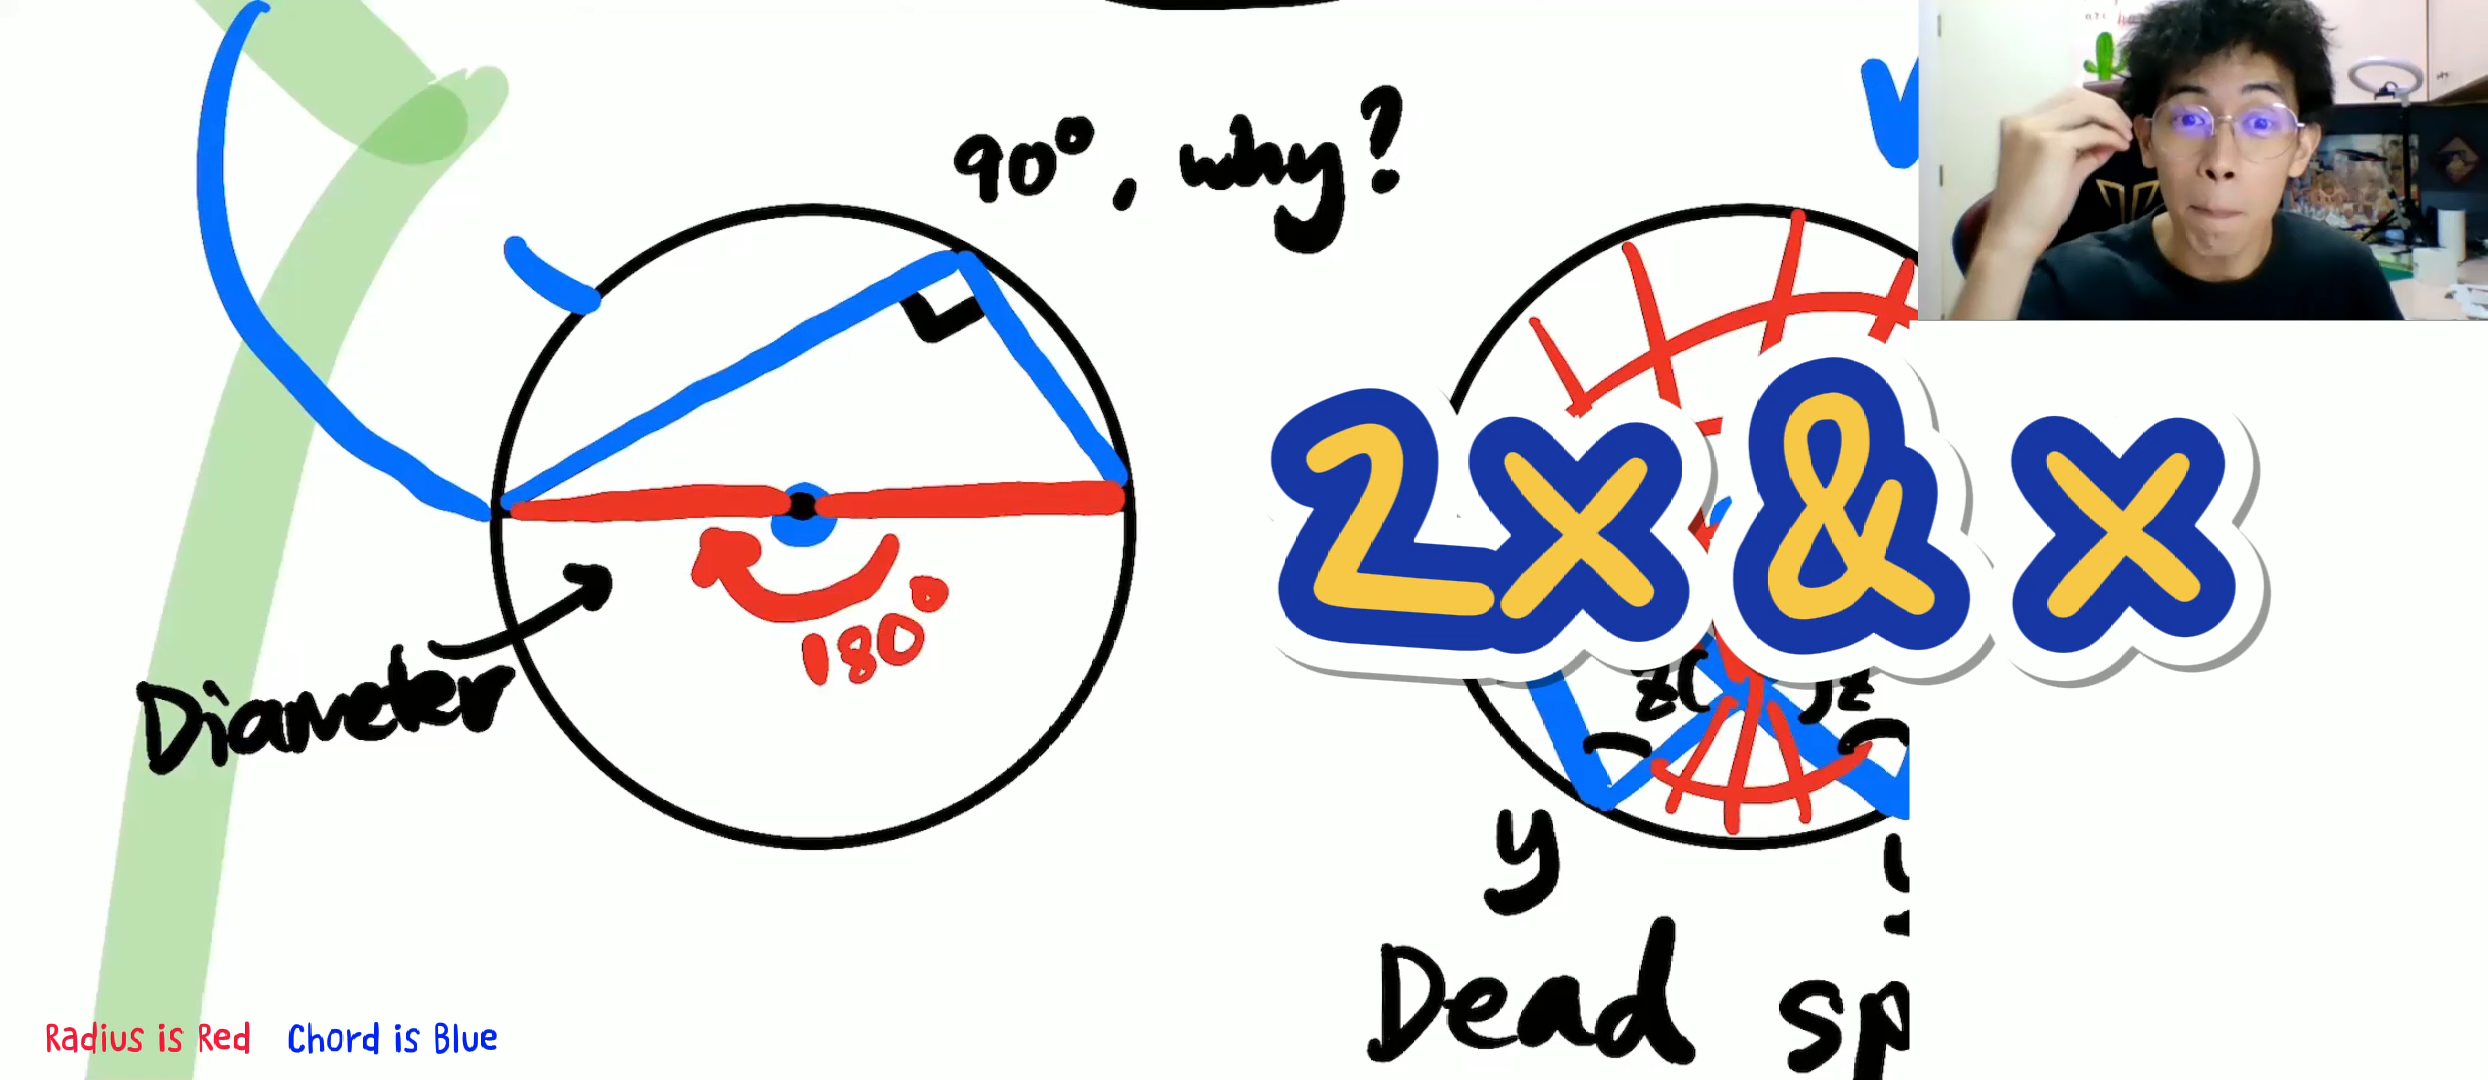 90°, why?
2x & x
180°
Diameter
z z
y
Dead sp
Radius is Red Chord is Blue